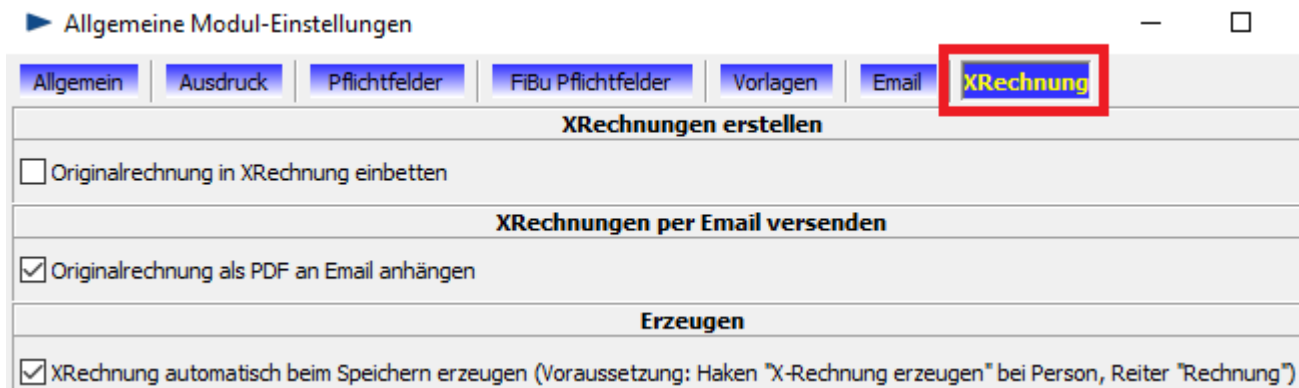 Allgemeine Modul-Einstellungen
Allgemein Ausdruck Pflichtfelder FiBu Pflichtfelder Vorlagen Email XRechnung
XRechnungen erstellen
Originalrechnung in XRechnung einbetten
XRechnungen per Email versenden
Originalrechnung als PDF an Email anhängen
Erzeugen
XRechnung automatisch beim Speichern erzeugen (Voraussetzung: Haken "X-Rechnung erzeugen" bei Person, Reiter "Rechnung")